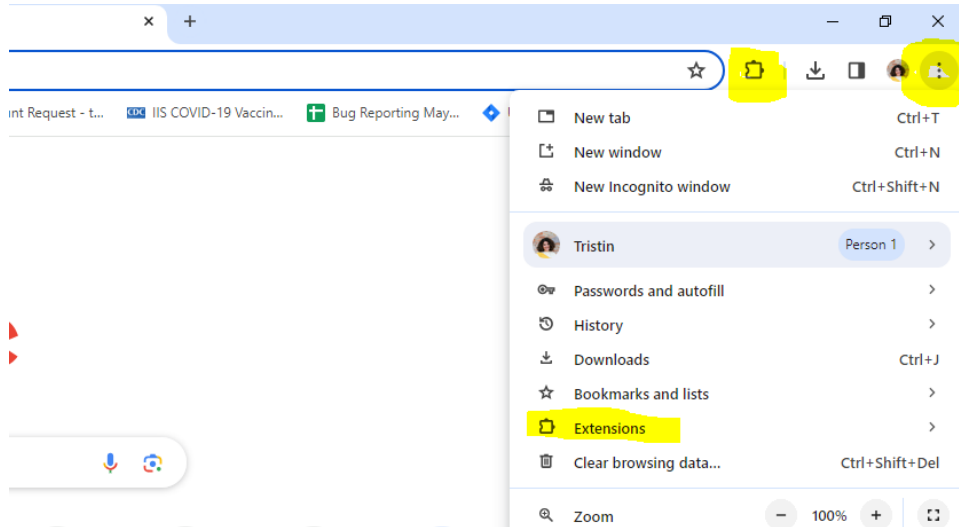 unt Request - t... IIS COVID-19 Vaccin... Bug Reporting May...
CDC
New tab Ctrl+T
New window Ctrl+N
New Incognito window Ctrl+Shift+N
Tristin Person 1
Passwords and autofill
History
Downloads Ctrl+J
Bookmarks and lists
Extensions
Clear browsing data... Ctrl+Shift+Del
Zoom - 100% +